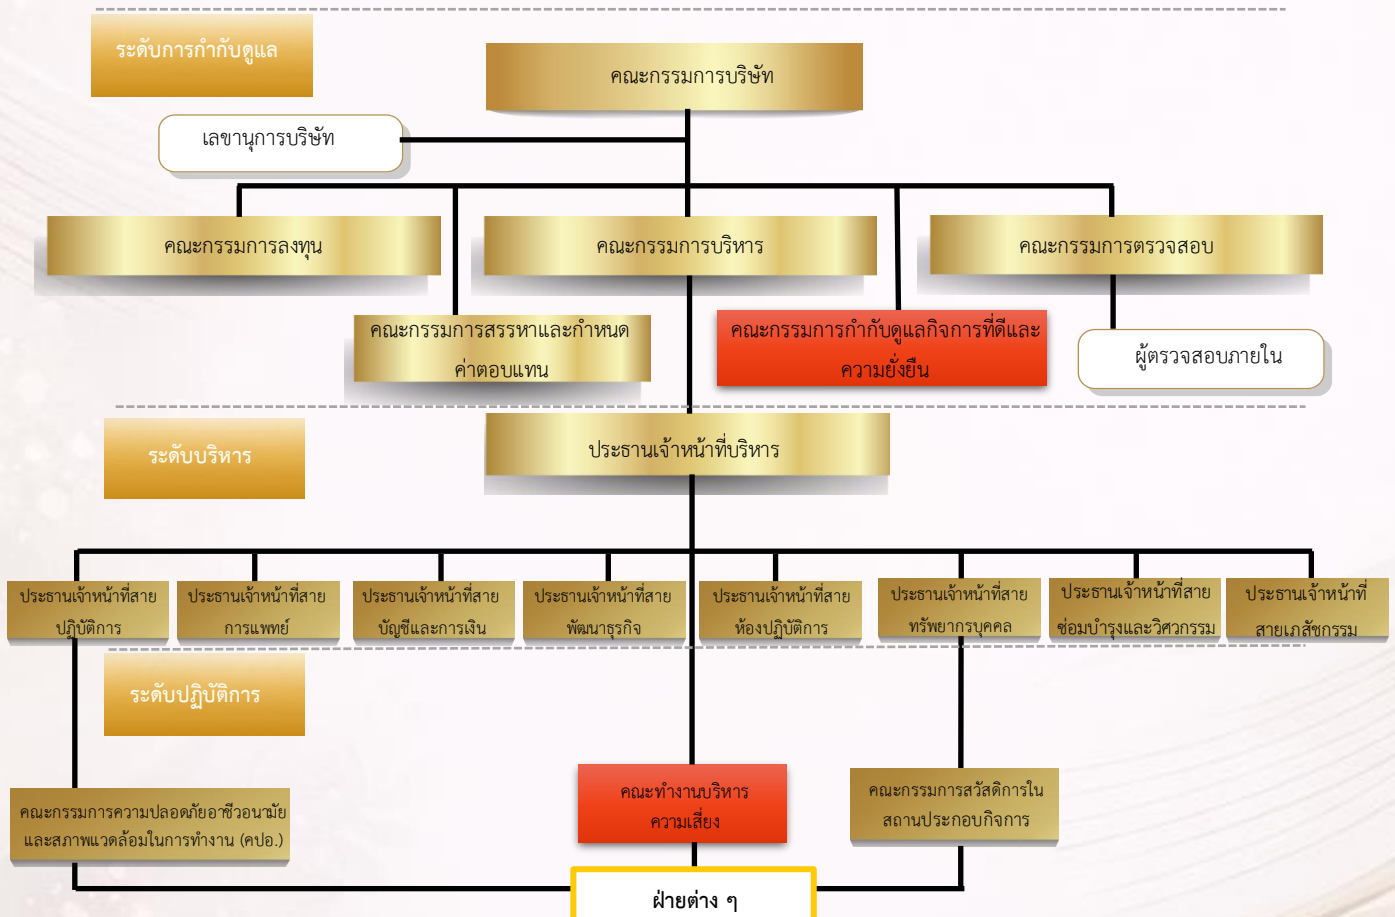 ระดับการกำกับดูแล
คณะกรรมการบริษัท
เลขานุการบริษัท
คณะกรรมการลงทุน
คณะกรรมการบริหาร
คณะกรรมการตรวจสอบ
คณะกรรมการสรรหาและกำหนด
ค่าตอบแทน
คณะกรรมการกำกับดูแลกิจการที่ดีและ
ความยั่งยืน
ผู้ตรวจสอบภายใน
ระดับบริหาร
ประธานเจ้าหน้าที่บริหาร
ประธานเจ้าหน้าที่สาย
ปฏิบัติการ
ประธานเจ้าหน้าที่สาย
การแพทย์
ประธานเจ้าหน้าที่สาย
บัญชีและการเงิน
ประธานเจ้าหน้าที่สาย
พัฒนาธุรกิจ
ประธานเจ้าหน้าที่สาย
ห้องปฏิบัติการ
ประธานเจ้าหน้าที่สาย
ทรัพยากรบุคคล
ประธานเจ้าหน้าที่สาย
ซ่อมบำรุงและวิศวกรรม
ประธานเจ้าหน้าที่
สายเภสัชกรรม
ระดับปฏิบัติการ
คณะกรรมการความปลอดภัยอาชีวอนามัย
และสภาพแวดล้อมในการทำงาน (คปอ.)
คณะทำงานบริหาร
ความเสี่ยง
คณะกรรมการสวัสดิการใน
สถานประกอบกิจการ
ฝ่ายต่าง ๆ